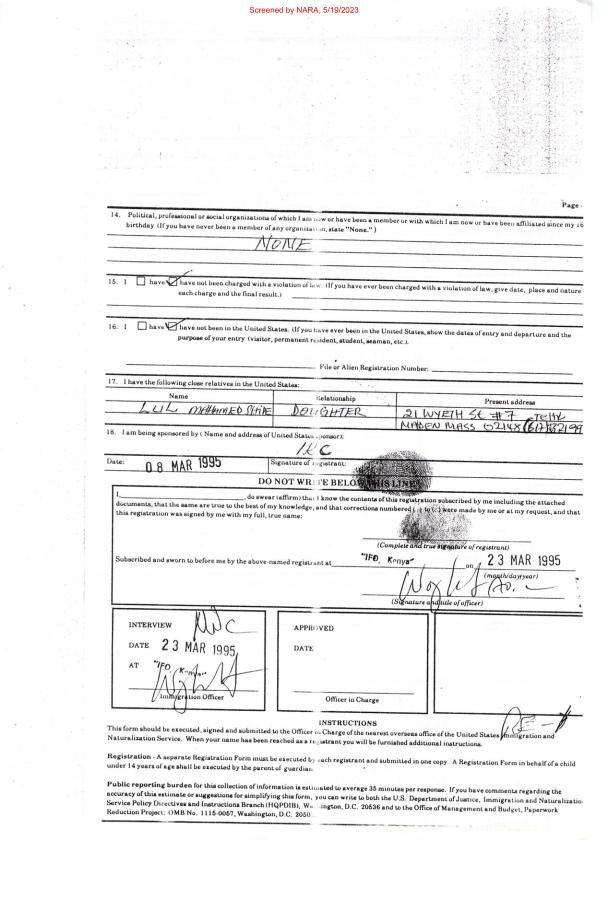 Screened by NARA, 5/19/2023
Page
14. Political, professional or social organizations of which I am now or have been a member or with which I am now or have been affiliated since my 16
birthday (If you have never been a member of any organization, state "None.")
NONE
15. I have have not been charged with a violation of law. (If you have ever been charged with a violation of law, give date, place and nature
each charge and the final result.)
16. I have have not been in the United States. (If you have ever been in the United States, show the dates of entry and departure and the
purpose of your entry (visitor, permanent resident, student, seaman, etc.).
File or Alien Registration Number:
17. I have the following close relatives in the United States:
Name Relationship Present address
LUL MAHAMED DOUGHTER 21 WYETH St #7
MADEN MASS 02148
18. I am being sponsored by (Name and address of United States sponsor):
Date: 08 MAR 1995 Signature of registrant:
DO NOT WRITE BELOW THIS LINE
I, , do swear (affirm) that I know the contents of this registration subscribed by me including the attached
documents, that the same are true to the best of my knowledge, and that corrections numbered ( ) to ( ) were made by me or at my request, and that
this registration was signed by me with my full, true name:
(Complete and true signature of registrant)
Subscribed and sworn to before me by the above-named registrant at "IFO, Kenya" on 23 MAR 1995
(month/day/year)
(Signature and title of officer)
INTERVIEW
DATE 23 MAR 1995
AT "IFO, Kenya"
Immigration Officer
APPROVED
DATE
Officer in Charge
INSTRUCTIONS
This form should be executed, signed and submitted to the Officer in Charge of the nearest overseas office of the United States Immigration and
Naturalization Service. When your name has been reached as a registrant you will be furnished additional instructions.
Registration - A separate Registration Form must be executed by each registrant and submitted in one copy. A Registration Form in behalf of a child
under 14 years of age shall be executed by the parent of guardian.
Public reporting burden for this collection of information is estimated to average 35 minutes per response. If you have comments regarding the
accuracy of this estimate or suggestions for simplifying this form, you can write to both the U.S. Department of Justice, Immigration and Naturalizatio
Service Policy Directives and Instructions Branch (HQPDIB), Washington, D.C. 20536 and to the Office of Management and Budget, Paperwork
Reduction Project: OMB No. 1115-0057, Washington, D.C. 2050